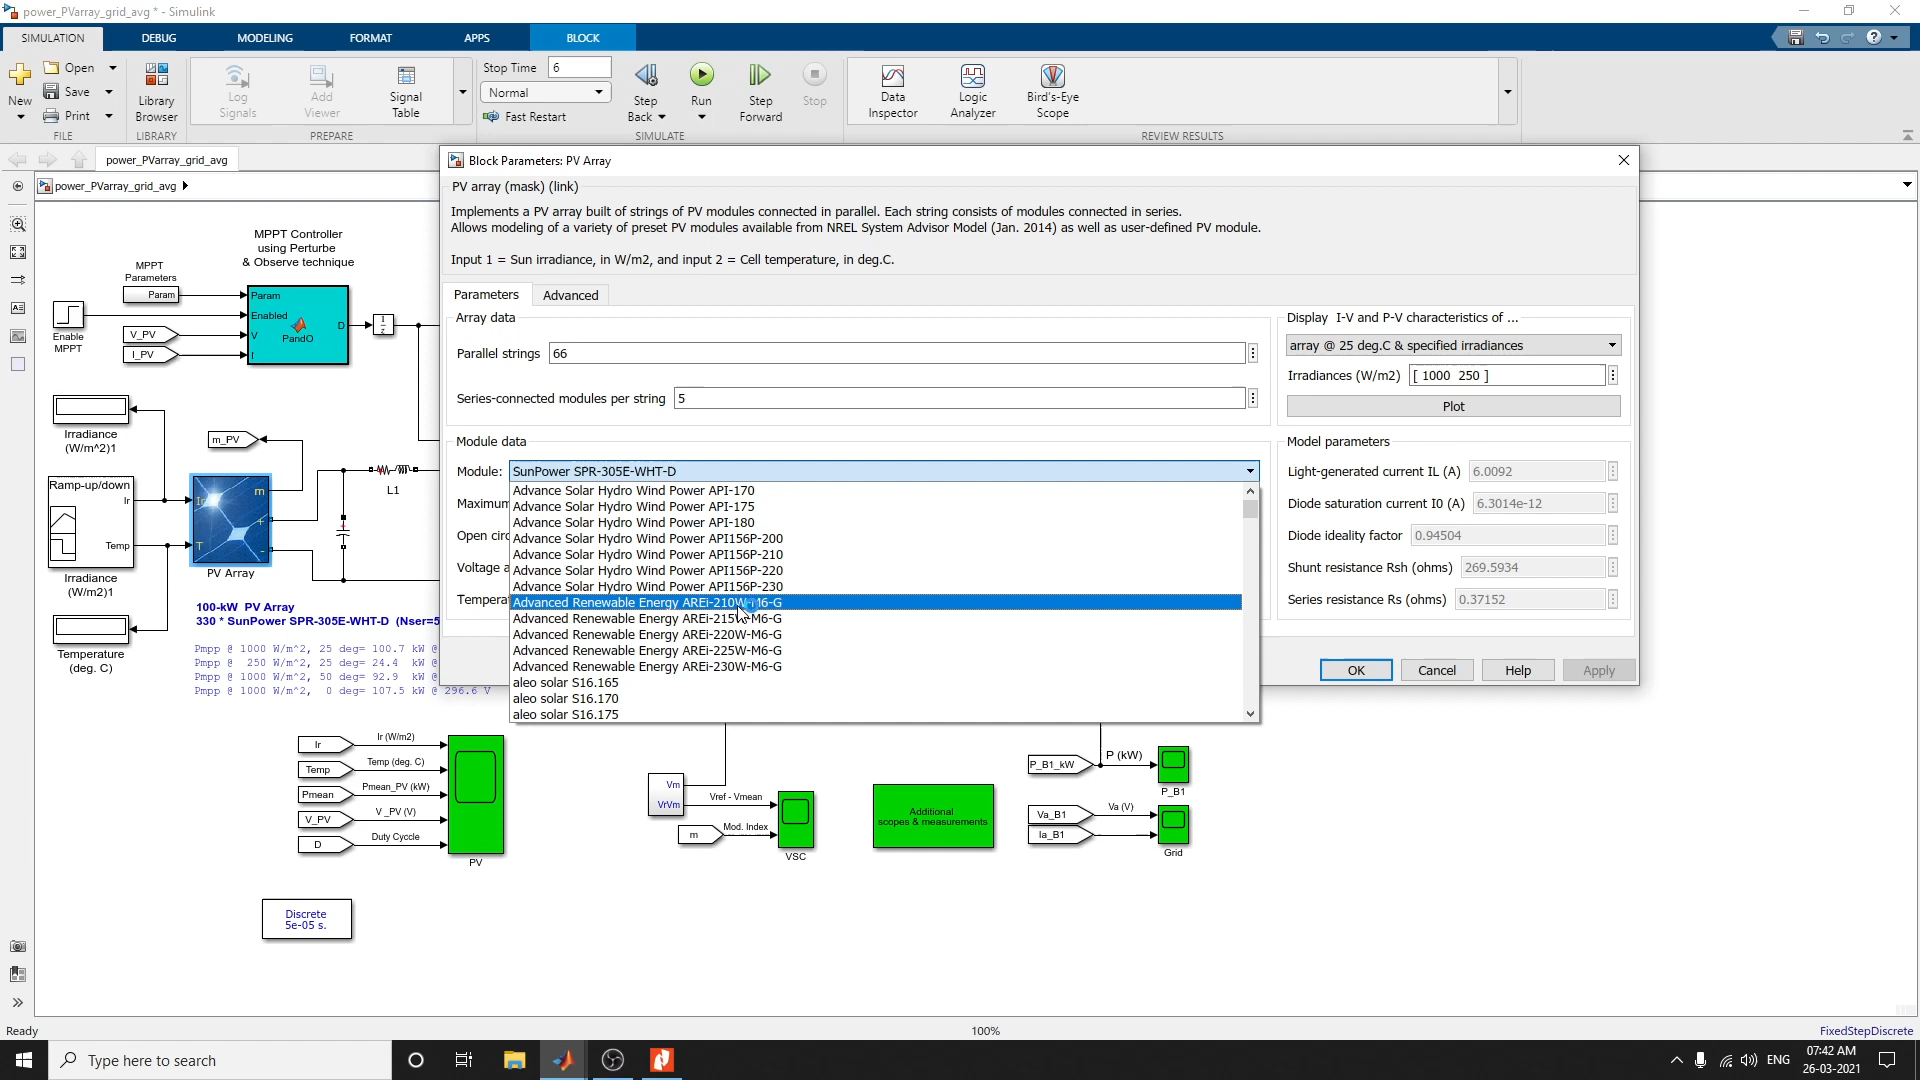 power_PVarray_grid_avg * - Simulink
SIMULATION
DEBUG
MODELING
FORMAT
APPS
BLOCK
New
Open
Save
Print
FILE
Library
Browser
LIBRARY
Log
Signals
Add
Viewer
Signal
Table
PREPARE
Stop Time 6
Normal
Fast Restart
Step
Back
Run
Step
Forward
Stop
SIMULATE
Data
Inspector
Logic
Analyzer
Bird's-Eye
Scope
REVIEW RESULTS
power_PVarray_grid_avg
power_PVarray_grid_avg
Block Parameters: PV Array
PV array (mask) (link)
Implements a PV array built of strings of PV modules connected in parallel. Each string consists of modules connected in series.
Allows modeling of a variety of preset PV modules available from NREL System Advisor Model (Jan. 2014) as well as user-defined PV module.
Input 1 = Sun irradiance, in W/m2, and input 2 = Cell temperature, in deg.C.
Parameters
Advanced
Array data
Parallel strings 66
Series-connected modules per string 5
Display I-V and P-V characteristics of ...
array @ 25 deg.C & specified irradiances
Irradiances (W/m2) [ 1000 250 ]
Plot
Module data
Module: SunPower SPR-305E-WHT-D
Maximum
Open circ
Voltage a
Temperat
Advance Solar Hydro Wind Power API-170
Advance Solar Hydro Wind Power API-175
Advance Solar Hydro Wind Power API-180
Advance Solar Hydro Wind Power API156P-200
Advance Solar Hydro Wind Power API156P-210
Advance Solar Hydro Wind Power API156P-220
Advance Solar Hydro Wind Power API156P-230
Advanced Renewable Energy AREi-210W-M6-G
Advanced Renewable Energy AREi-215W-M6-G
Advanced Renewable Energy AREi-220W-M6-G
Advanced Renewable Energy AREi-225W-M6-G
Advanced Renewable Energy AREi-230W-M6-G
aleo solar S16.165
aleo solar S16.170
aleo solar S16.175
Model parameters
Light-generated current IL (A) 6.0092
Diode saturation current I0 (A) 6.3014e-12
Diode ideality factor 0.94504
Shunt resistance Rsh (ohms) 269.5934
Series resistance Rs (ohms) 0.37152
OK
Cancel
Help
Apply
MPPT Controller
using Perturbe
& Observe technique
MPPT
Parameters
Param
Param
Enabled
V
I
PandO
D
1
z
Enable
MPPT
V_PV
I_PV
Irradiance
(W/m^2)1
m_PV
Ramp-up/down
Ir
Temp
Irradiance
(W/m2)1
Ir
T
m
+
-
PV Array
L1
Temperature
(deg. C)
100-kW PV Array
330 * SunPower SPR-305E-WHT-D (Nser=5
Pmpp @ 1000 W/m^2, 25 deg= 100.7 kW @
Pmpp @ 250 W/m^2, 25 deg= 24.4 kW @
Pmpp @ 1000 W/m^2, 50 deg= 92.9 kW @
Pmpp @ 1000 W/m^2, 0 deg= 107.5 kW @ 296.6 V
Ir
Ir (W/m2)
Temp
Temp (deg. C)
Pmean
Pmean_PV (kW)
V_PV
V _PV (V)
D
Duty Cyccle
PV
Vm
VrVm
Vref - Vmean
m
Mod. Index
VSC
Additional
scopes & measurements
P_B1_kW
P (kW)
P_B1
Va_B1
Va (V)
Ia_B1
Grid
Discrete
5e-05 s.
Ready
100%
FixedStepDiscrete
Type here to search
ENG
07:42 AM
26-03-2021